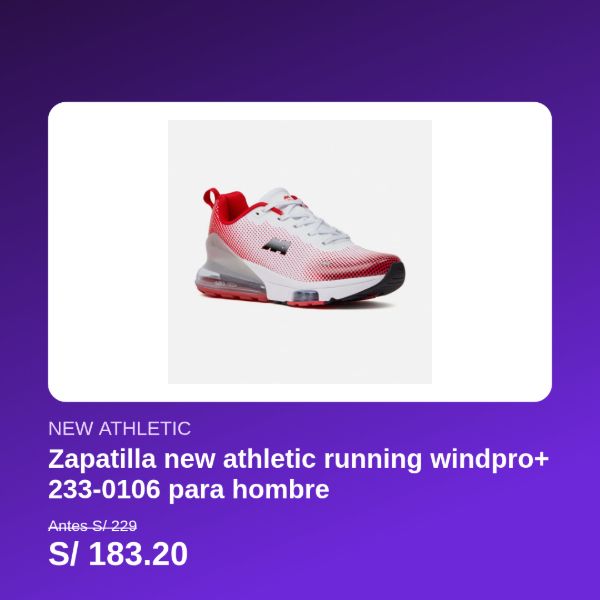 NEW ATHLETIC
Zapatilla new athletic running windpro+
233-0106 para hombre
Antes S/ 229
S/ 183.20